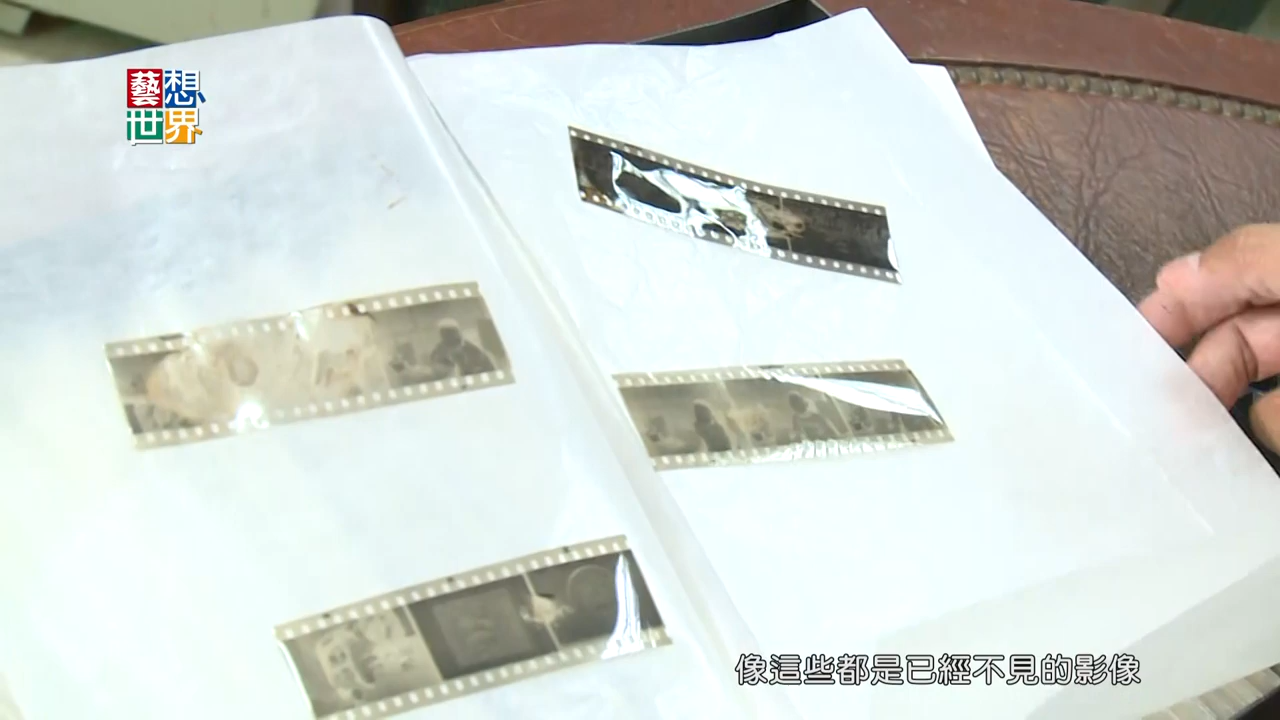 藝想
世界
像這些都是已經不見的影像